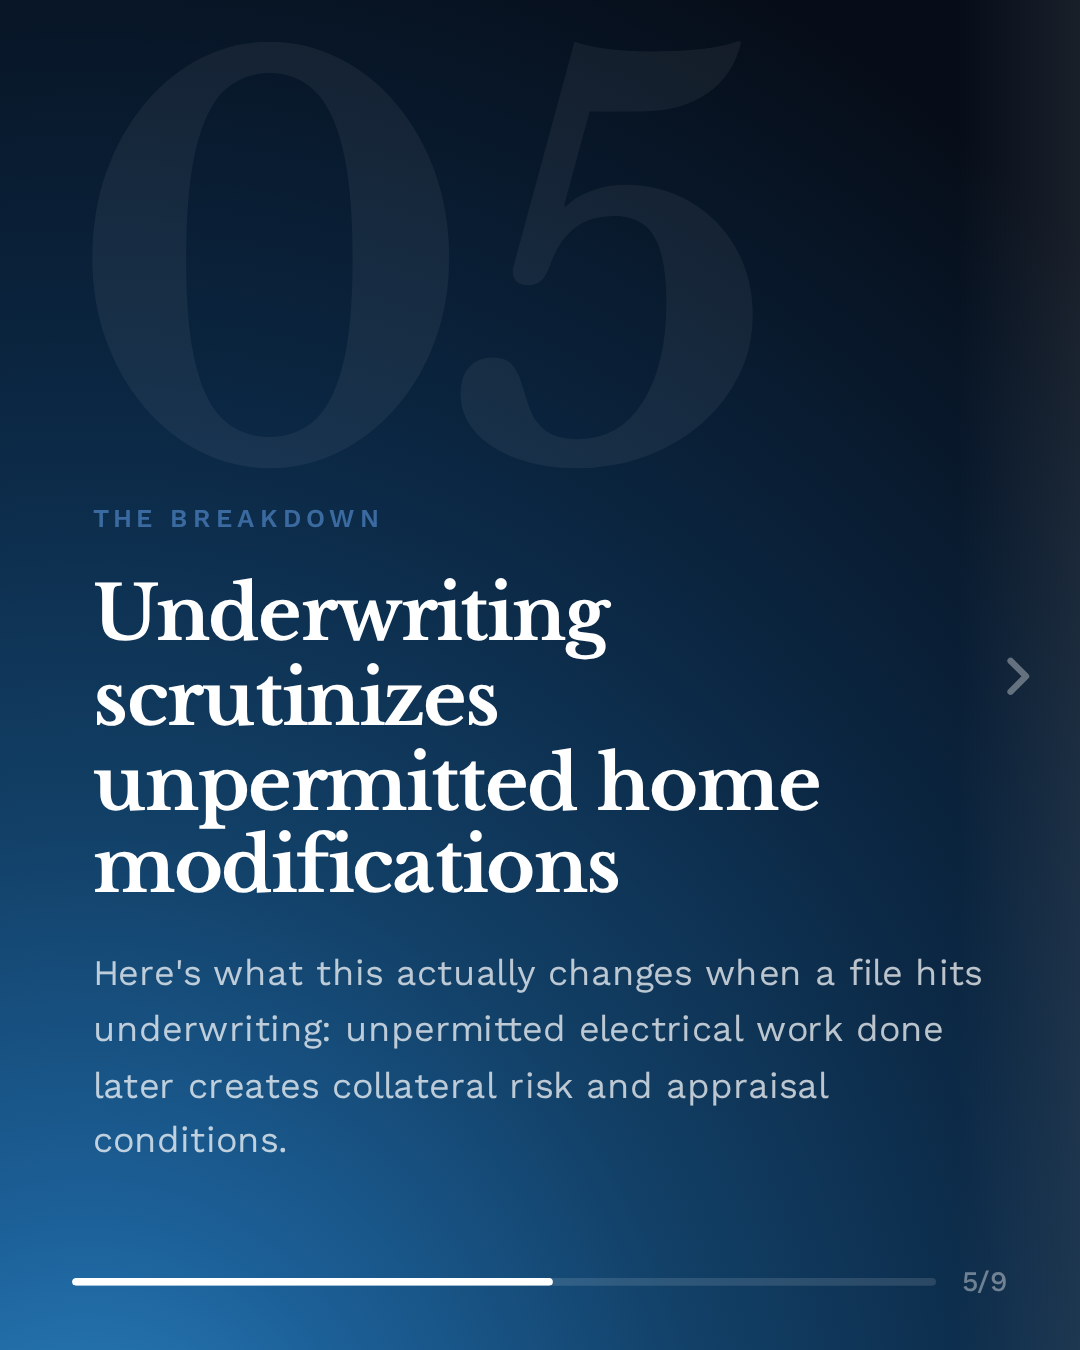 05
THE BREAKDOWN
Underwriting
scrutinizes
unpermitted home
modifications
Here's what this actually changes when a file hits
underwriting: unpermitted electrical work done
later creates collateral risk and appraisal
conditions.
5/9